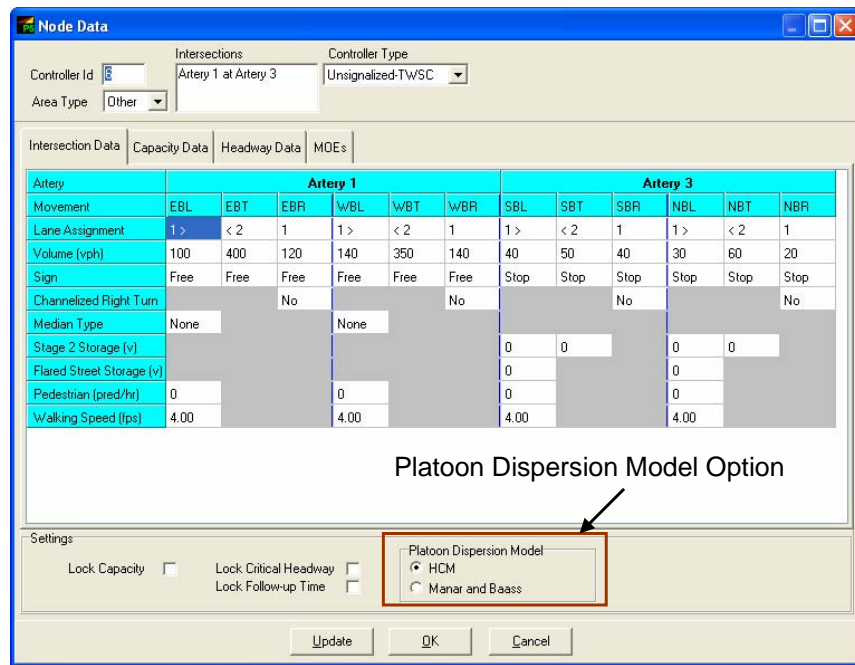 PS Node Data
Intersections Controller Type
Controller Id 6 Artery 1 at Artery 3 Unsignalized-TWSC
Area Type Other
Intersection Data Capacity Data Headway Data MOEs
Artery Artery 1 Artery 3
Movement EBL EBT EBR WBL WBT WBR SBL SBT SBR NBL NBT NBR
Lane Assignment 1 > < 2 1 1 > < 2 1 1 > < 2 1 1 > < 2 1
Volume (vph) 100 400 120 140 350 140 40 50 40 30 60 20
Sign Free Free Free Free Free Free Stop Stop Stop Stop Stop Stop
Channelized Right Turn No No No No
Median Type None None
Stage 2 Storage (v) 0 0 0 0
Flared Street Storage (v) 0 0
Pedestrian (pred/hr) 0 0 0 0
Walking Speed (fps) 4.00 4.00 4.00 4.00
Platoon Dispersion Model Option
Settings
Platoon Dispersion Model
Lock Capacity Lock Critical Headway HCM
Lock Follow-up Time Manar and Baass
Update OK Cancel